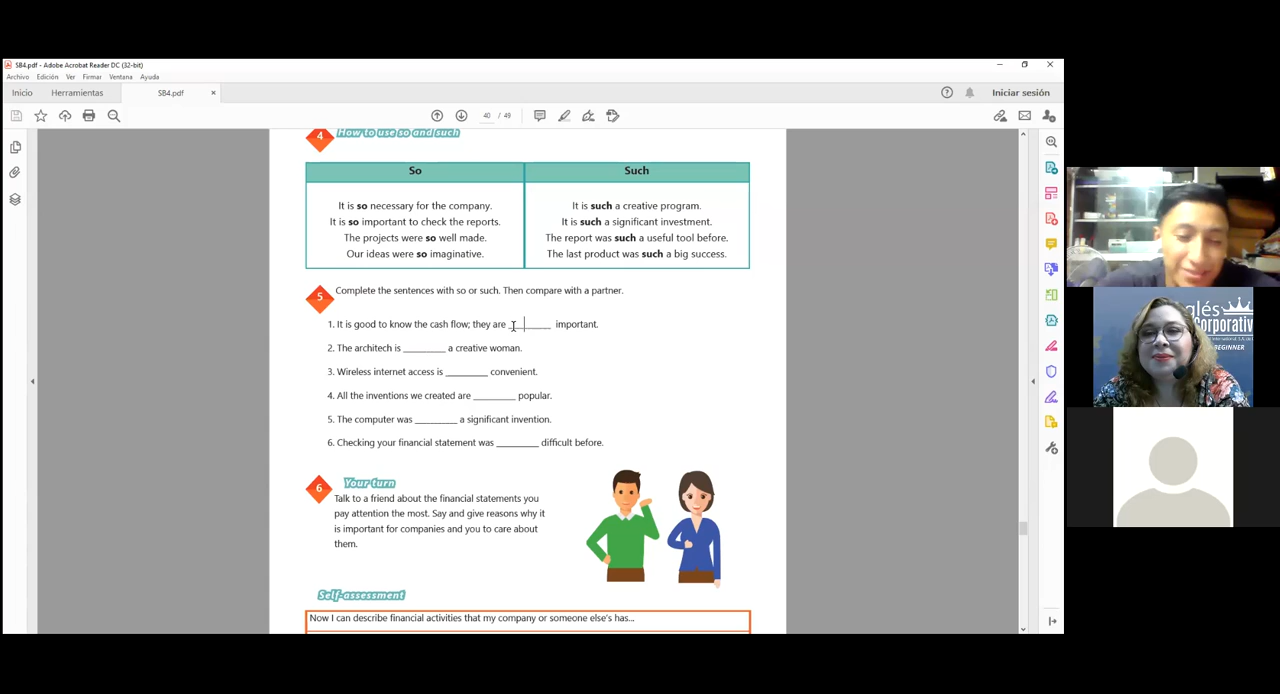 SB4.pdf - Adobe Acrobat Reader DC (32-bit)
Archivo Edición Ver Firmar Ventana Ayuda
Inicio Herramientas SB4.pdf × Iniciar sesión
40 / 49
4 How to use so and such
So Such
It is so necessary for the company. It is such a creative program.
It is so important to check the reports. It is such a significant investment.
The projects were so well made. The report was such a useful tool before.
Our ideas were so imaginative. The last product was such a big success.
5 Complete the sentences with so or such. Then compare with a partner.
1. It is good to know the cash flow; they are ________ important.
2. The architech is ________ a creative woman.
3. Wireless internet access is ________ convenient.
4. All the inventions we created are ________ popular.
5. The computer was ________ a significant invention.
6. Checking your financial statement was ________ difficult before.
6 Your turn
Talk to a friend about the financial statements you
pay attention the most. Say and give reasons why it
is important for companies and you to care about
them.
Self-assessment
Now I can describe financial activities that my company or someone else's has...
glés
Corporativ
BEGINNER